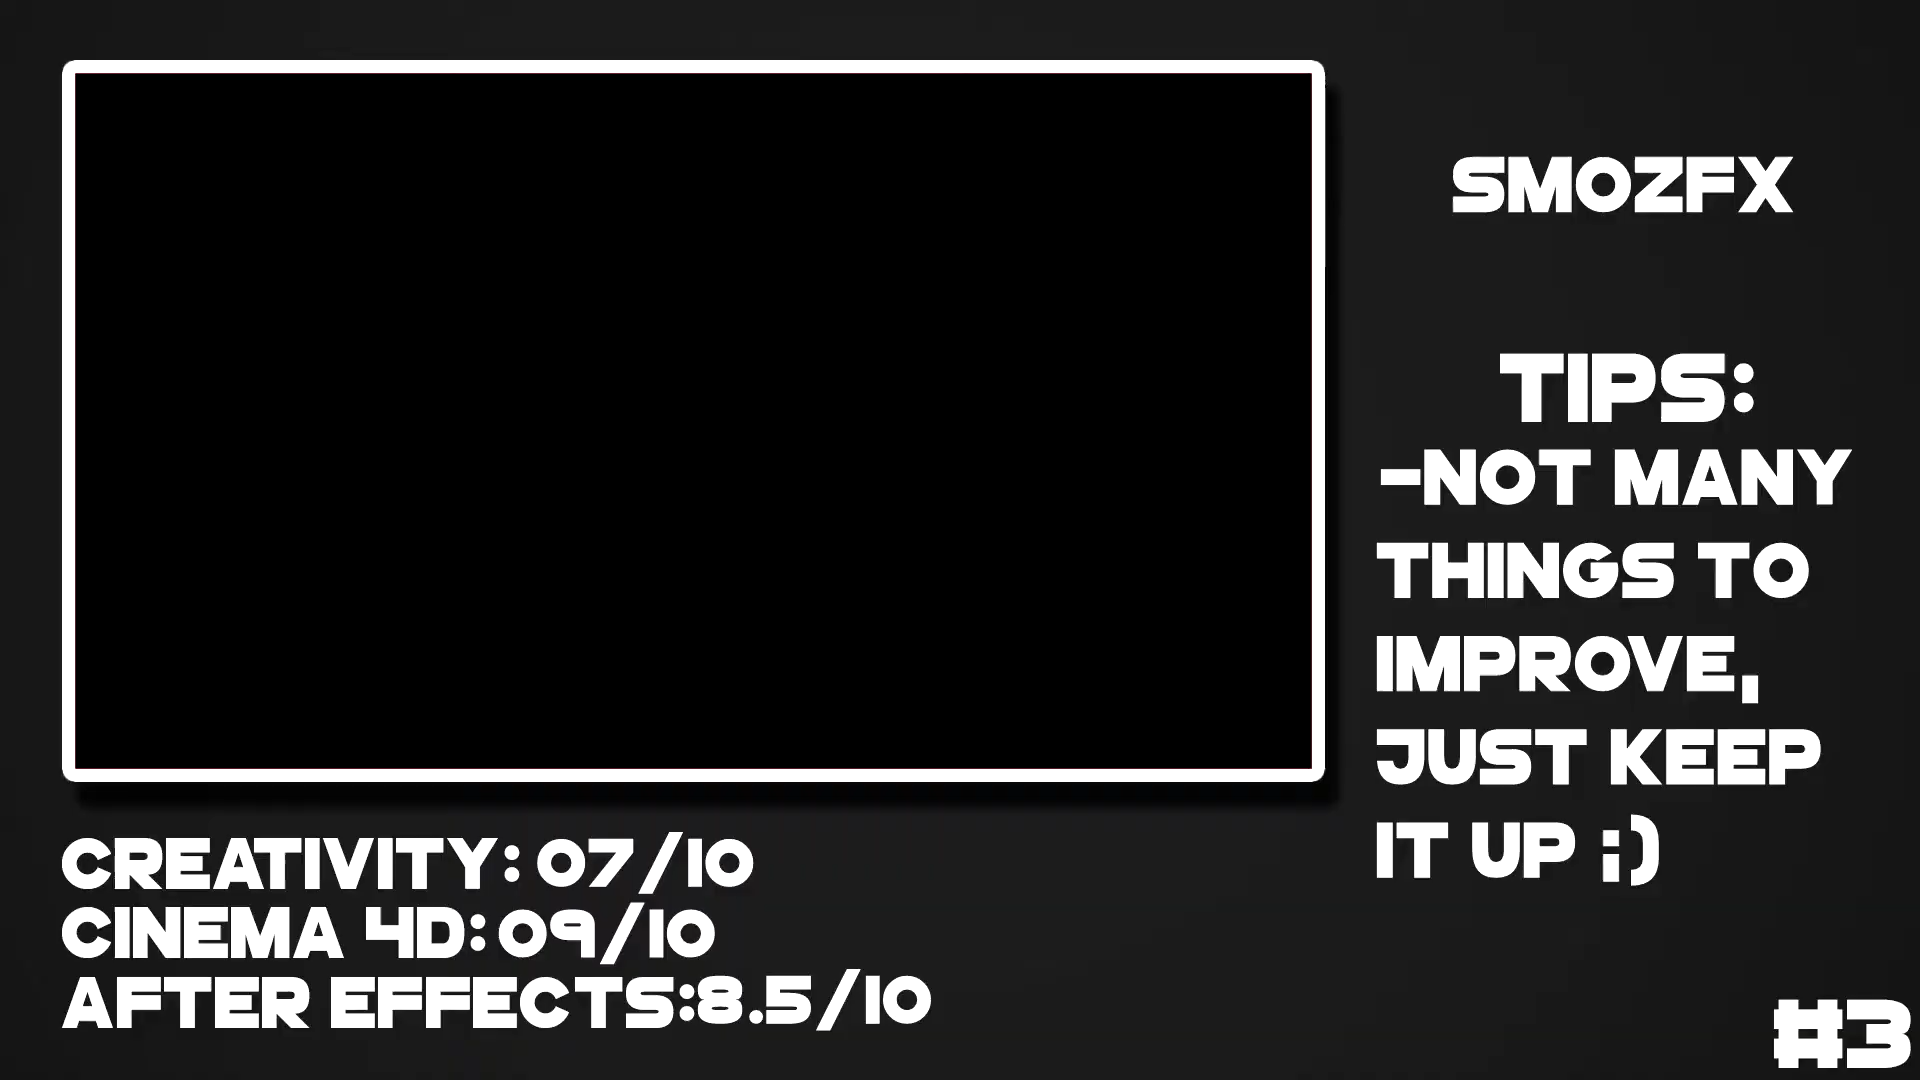 SMOZFX
TIPS:
-NOT MANY
THINGS TO
IMPROVE,
JUST KEEP
IT UP ;)
CREATIVITY: 07/10
CINEMA 4D: 09/10
AFTER EFFECTS:8.5/10
#3